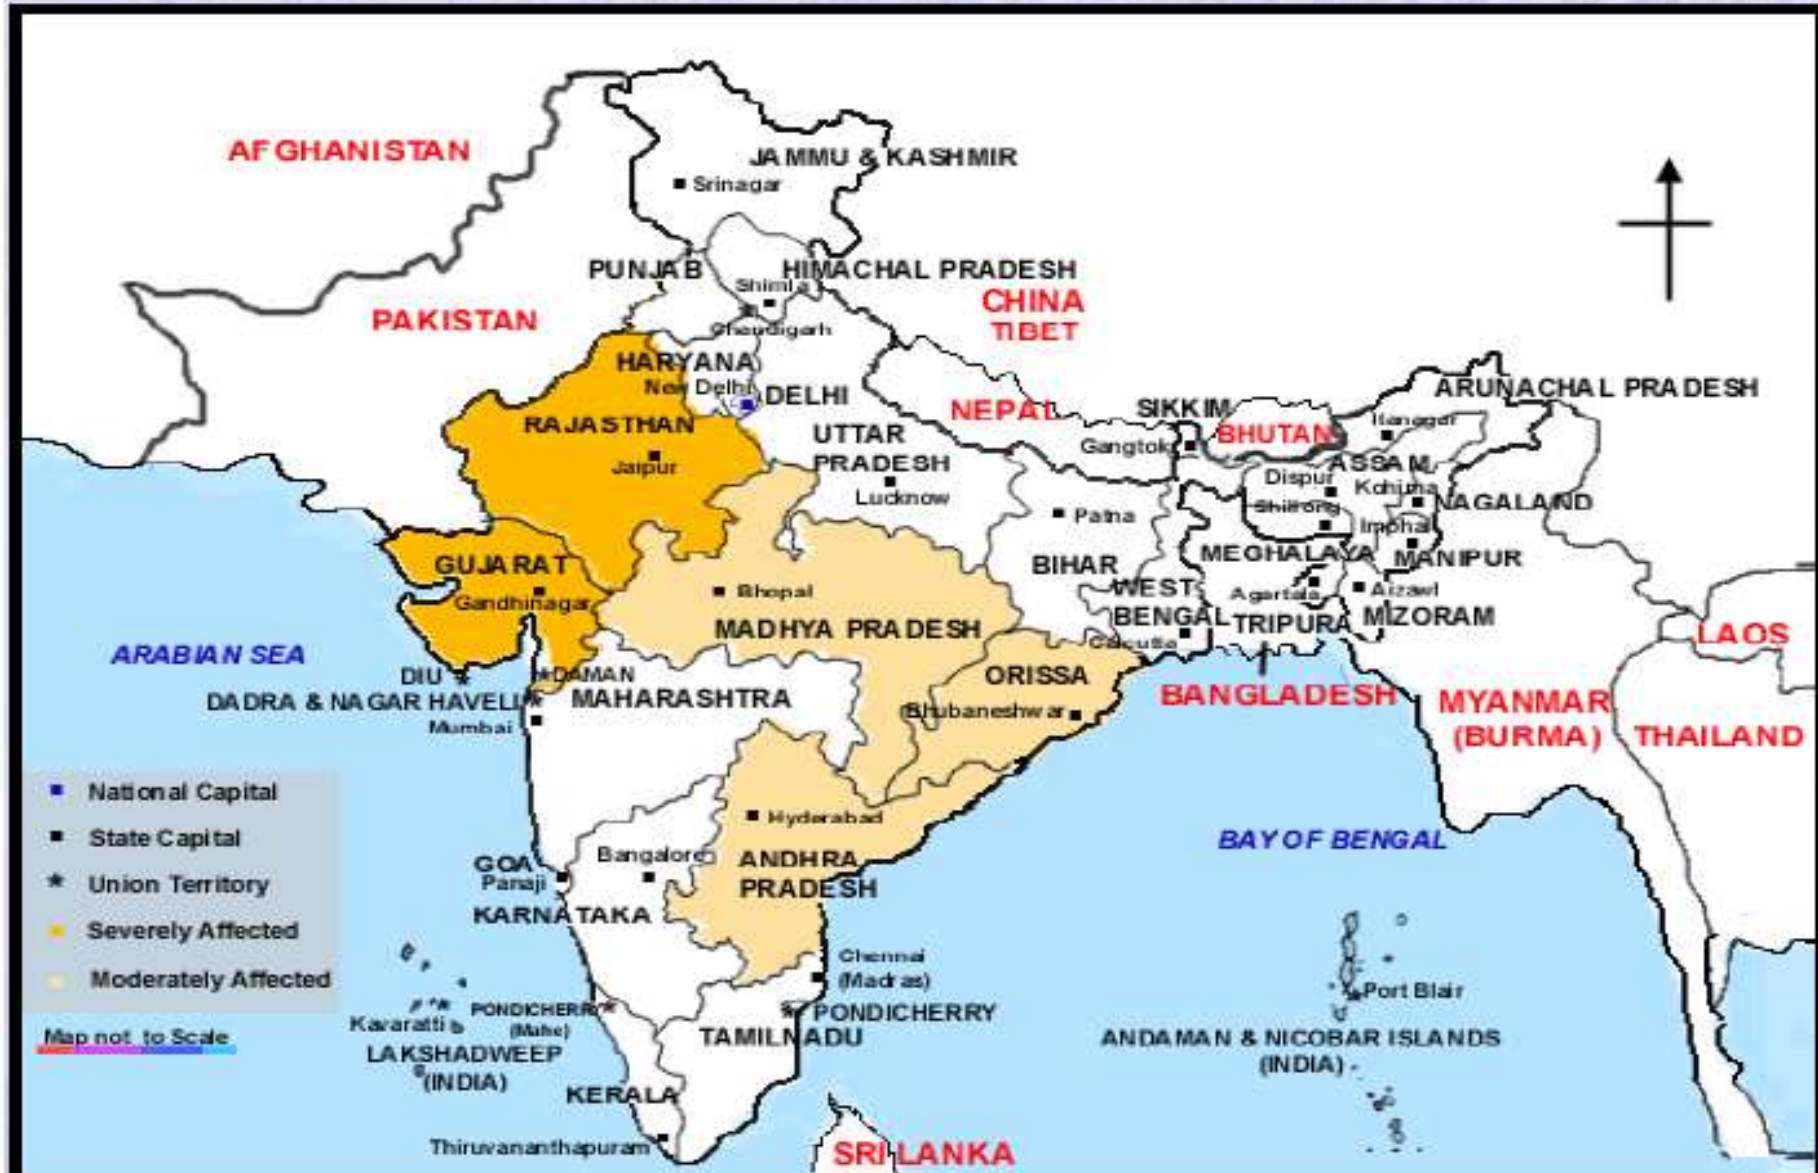 AFGHANISTAN
JAMMU & KASHMIR
Srinagar
PUNJAB
HIMACHAL PRADESH
Shimla
CHINA
TIBET
PAKISTAN
Chandigarh
HARYANA
New Delhi
DELHI
ARUNACHAL PRADESH
NEPAL
SIKKIM
Itanagar
RAJASTHAN
BHUTAN
UTTAR
PRADESH
Gangtok
Jaipur
ASSAM
Dispur
Kohima
Lucknow
NAGALAND
Shillong
Patna
Imphal
MEGHALAYA
MANIPUR
GUJARAT
BIHAR
Gandhinagar
Bhopal
WEST
BENGAL
Agartala
Aizawl
MIZORAM
TRIPURA
MADHYA PRADESH
Calcutta
LAOS
ARABIAN SEA
DIU
DAMAN
ORISSA
DADRA & NAGAR HAVELI
MAHARASHTRA
BANGLADESH
MYANMAR
(BURMA)
Mumbai
Bhubaneshwar
THAILAND
National Capital
State Capital
Union Territory
Severely Affected
Moderately Affected
Map not to Scale
Hyderabad
BAY OF BENGAL
GOA
Panaji
Bangalore
ANDHRA
PRADESH
KARNATAKA
Chennai
(Madras)
Port Blair
PONDICHERRY
(Mahe)
PONDICHERRY
Kavaratti
TAMILNADU
ANDAMAN & NICOBAR ISLANDS
(INDIA)
LAKSHADWEEP
(INDIA)
KERALA
Thiruvananthapuram
SRI LANKA